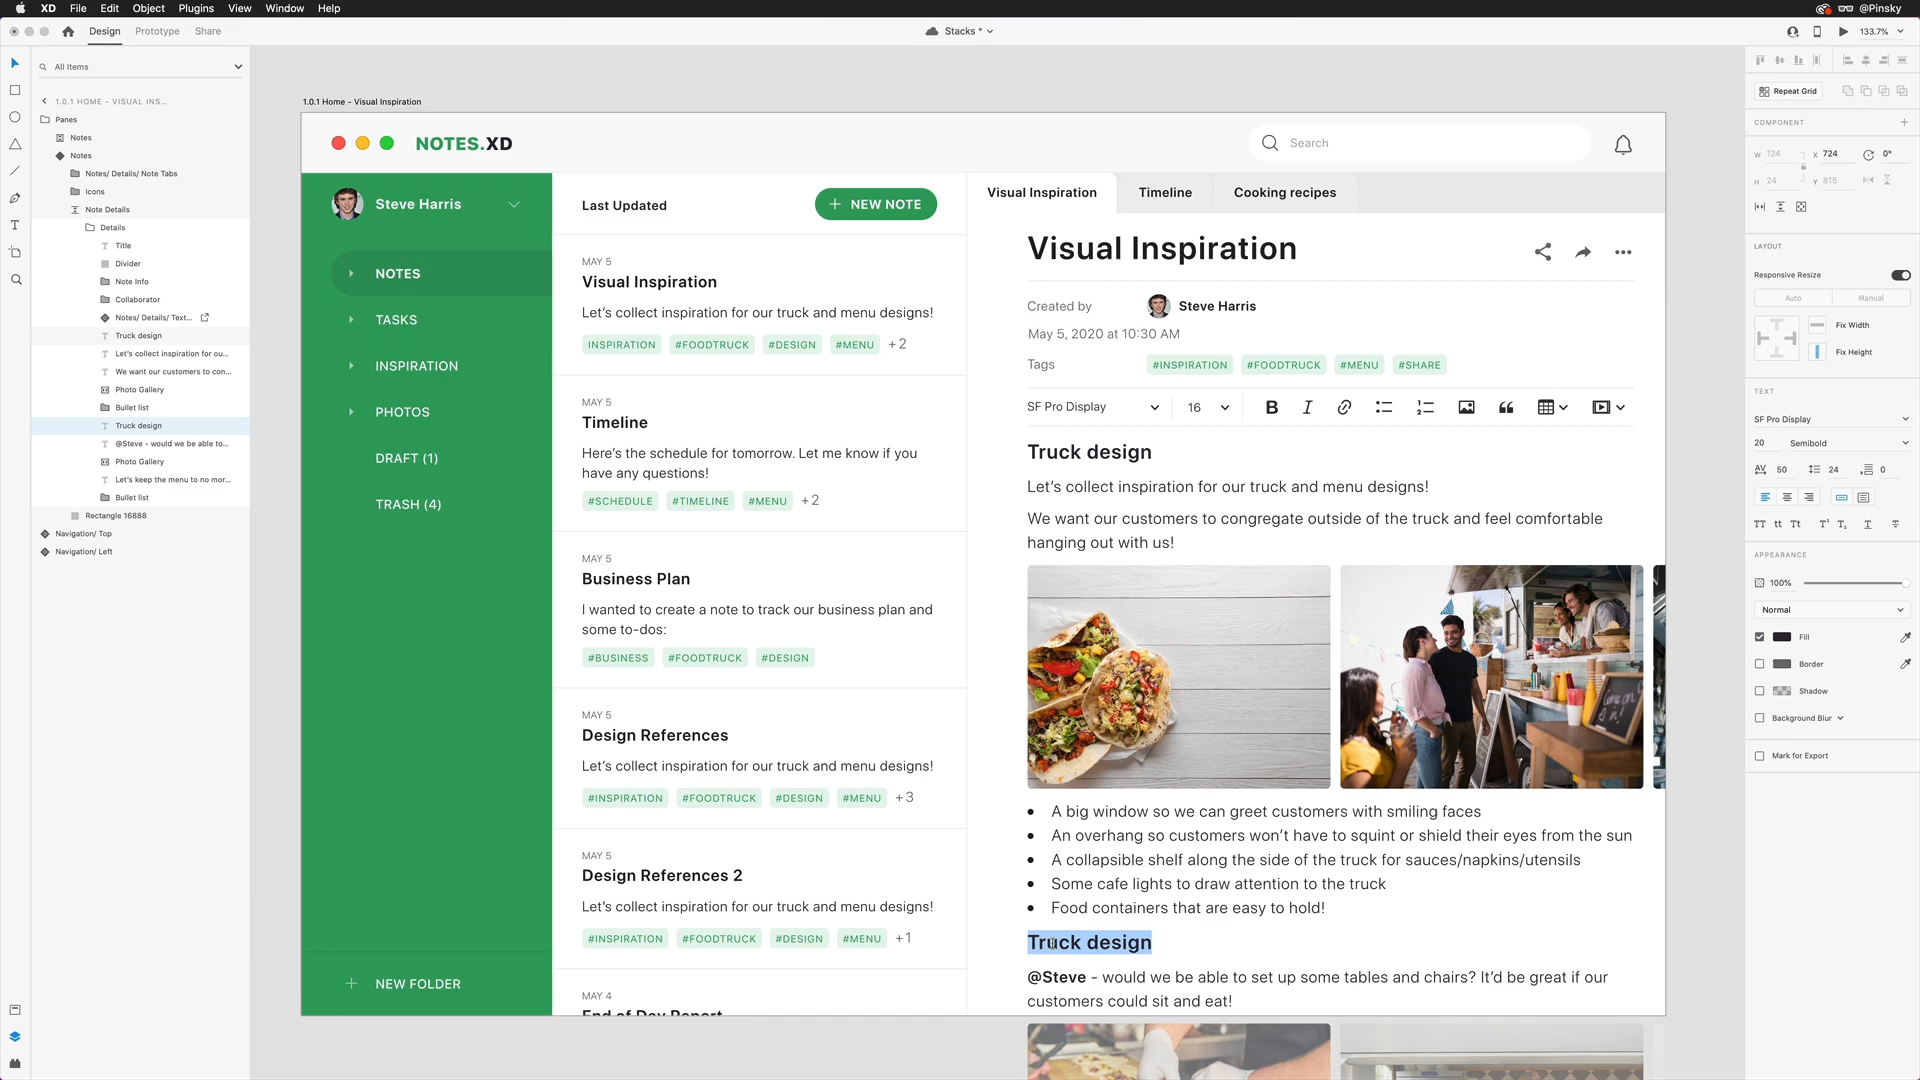 XD File Edit Object Plugins View Window Help @Pinsky
Design Prototype Share Stacks * 133.7%
All Items
1.0.1 HOME - VISUAL INS...
Panes
Notes
Notes
Notes/ Details/ Note Tabs
Icons
Note Details
Details
Title
Divider
Note Info
Collaborator
Notes/ Details/ Text...
Truck design
Let's collect inspiration for ou...
We want our customers to con...
Photo Gallery
Bullet list
Truck design
@Steve - would we be able to...
Photo Gallery
Let's keep the menu to no mor...
Bullet list
Rectangle 16888
Navigation/ Top
Navigation/ Left
1.0.1 Home - Visual Inspiration
NOTES.XD
Search
Steve Harris
NOTES
TASKS
INSPIRATION
PHOTOS
DRAFT (1)
TRASH (4)
+ NEW FOLDER
Last Updated
+ NEW NOTE
MAY 5
Visual Inspiration
Let's collect inspiration for our truck and menu designs!
INSPIRATION #FOODTRUCK #DESIGN #MENU +2
MAY 5
Timeline
Here's the schedule for tomorrow. Let me know if you
have any questions!
#SCHEDULE #TIMELINE #MENU +2
MAY 5
Business Plan
I wanted to create a note to track our business plan and
some to-dos:
#BUSINESS #FOODTRUCK #DESIGN
MAY 5
Design References
Let's collect inspiration for our truck and menu designs!
#INSPIRATION #FOODTRUCK #DESIGN #MENU +3
MAY 5
Design References 2
Let's collect inspiration for our truck and menu designs!
#INSPIRATION #FOODTRUCK #DESIGN #MENU +1
MAY 4
End of Day Report
Visual Inspiration Timeline Cooking recipes
Visual Inspiration
Created by Steve Harris
May 5, 2020 at 10:30 AM
Tags #INSPIRATION #FOODTRUCK #MENU #SHARE
SF Pro Display 16 B I
Truck design
Let's collect inspiration for our truck and menu designs!
We want our customers to congregate outside of the truck and feel comfortable
hanging out with us!
• A big window so we can greet customers with smiling faces
• An overhang so customers won't have to squint or shield their eyes from the sun
• A collapsible shelf along the side of the truck for sauces/napkins/utensils
• Some cafe lights to draw attention to the truck
• Food containers that are easy to hold!
Truck design
@Steve - would we be able to set up some tables and chairs? It'd be great if our
customers could sit and eat!
Repeat Grid
COMPONENT +
W 124 X 724 0°
H 24 Y 815
LAYOUT
Responsive Resize
Auto Manual
Fix Width
Fix Height
TEXT
SF Pro Display
20 Semibold
AV 50 24 0
TT tt Tt T¹ T₁ T T
APPEARANCE
100%
Normal
Fill
Border
Shadow
Background Blur
Mark for Export